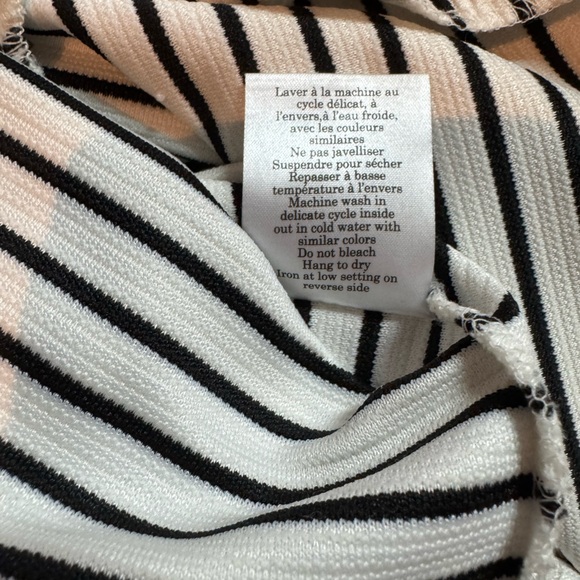 Laver à la machine au
cycle délicat, à
l'envers,à l'eau froide,
avec les couleurs
similaires
Ne pas javelliser
Suspendre pour sécher
Repasser à basse
température à l'envers
Machine wash in
delicate cycle inside
out in cold water with
similar colors
Do not bleach
Hang to dry
Iron at low setting on
reverse side